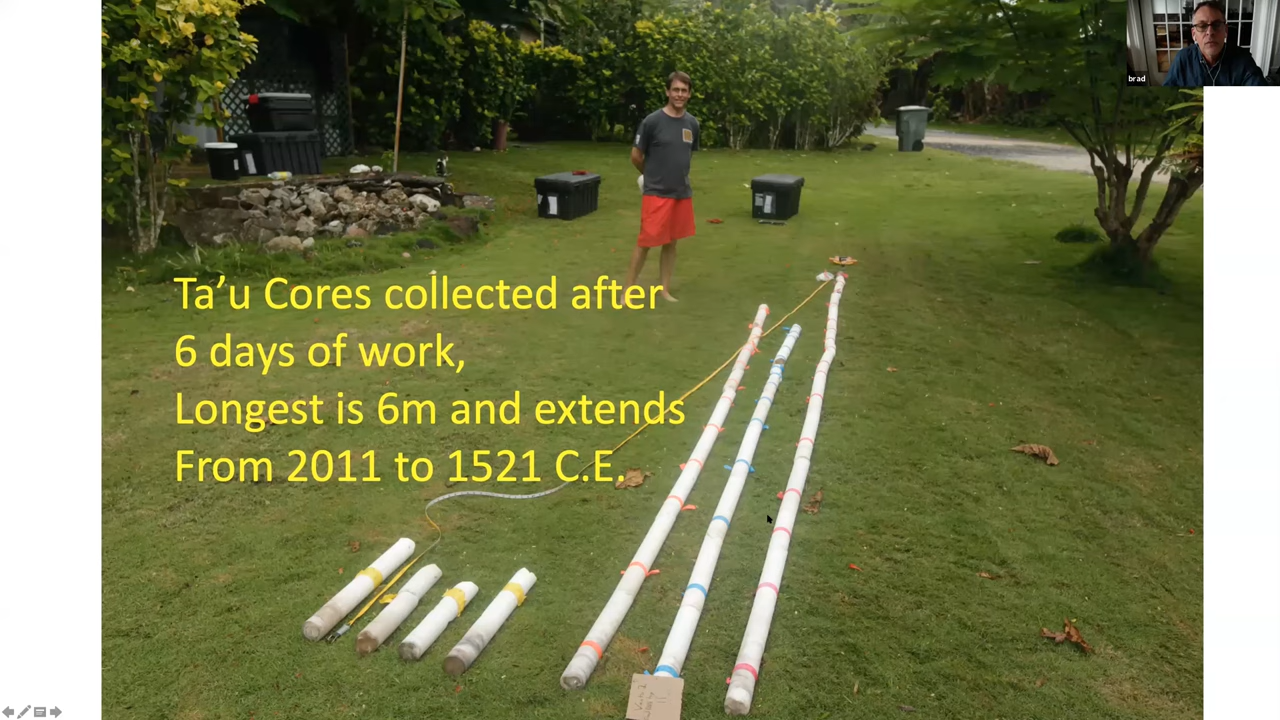 brad
Ta’u Cores collected after
6 days of work,
Longest is 6m and extends
From 2011 to 1521 C.E.